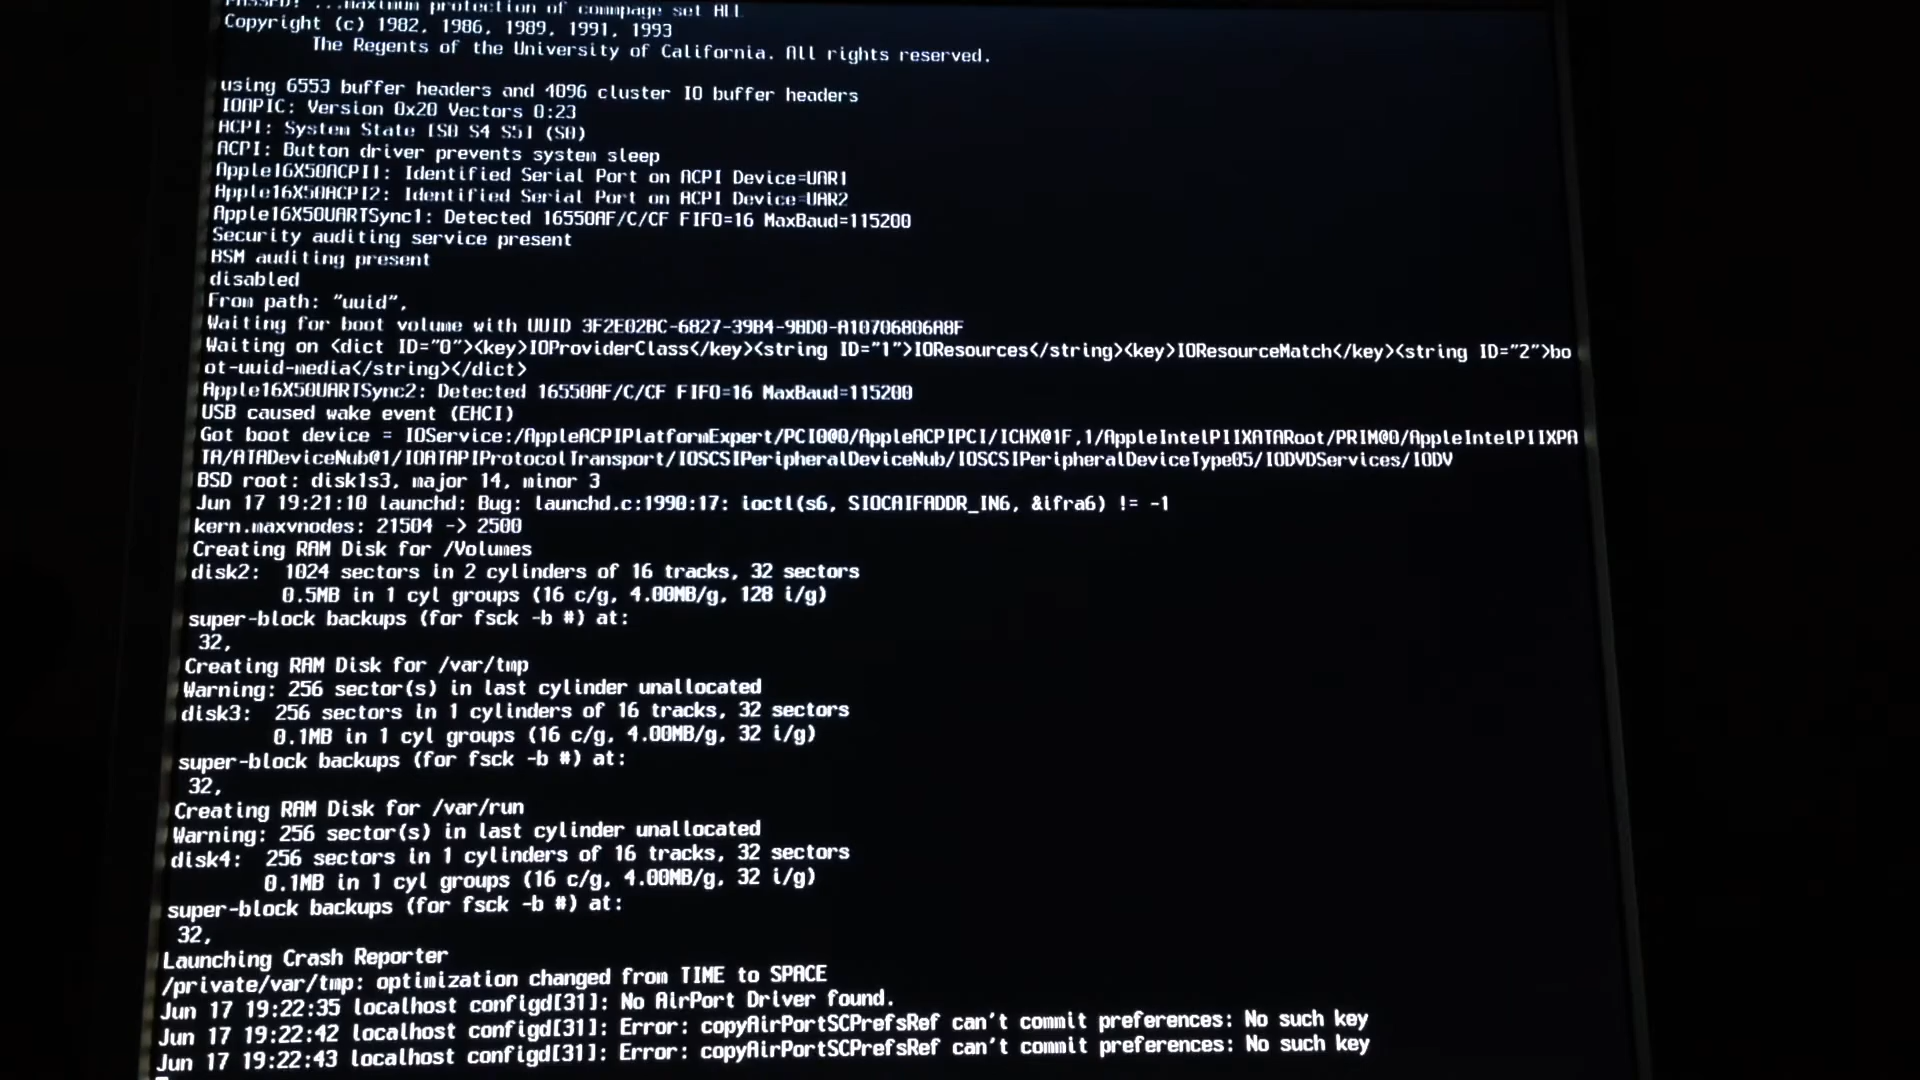 PASSED: ...maximum protection of commpage set ALL
Copyright (c) 1982, 1986, 1989, 1991, 1993
The Regents of the University of California. All rights reserved.
using 6553 buffer headers and 4096 cluster IO buffer headers
IOAPIC: Version 0x20 Vectors 0:23
ACPI: System State [S0 S4 S5] (S0)
ACPI: Button driver prevents system sleep
Apple16X50ACPI1: Identified Serial Port on ACPI Device=UAR1
Apple16X50ACPI2: Identified Serial Port on ACPI Device=UAR2
Apple16X50UARTSync1: Detected 16550AF/C/CF FIFO=16 MaxBaud=115200
Security auditing service present
BSM auditing present
disabled
From path: "uuid",
Waiting for boot volume with UUID 3F2E02BC-6827-39B4-9BD0-A10706806A8F
Waiting on <dict ID="0"><key>IOProviderClass</key><string ID="1">IOResources</string><key>IOResourceMatch</key><string ID="2">bo
ot-uuid-media</string></dict>
Apple16X50UARTSync2: Detected 16550AF/C/CF FIFO=16 MaxBaud=115200
USB caused wake event (EHCI)
Got boot device = IOService:/AppleACPIPlatformExpert/PCI0@0/AppleACPIPCI/ICHX@1F,1/AppleIntelPIIXATARoot/PRIM@0/AppleIntelPIIXPA
TA/ATADeviceNub@1/IOATAPIProtocolTransport/IOSCSIPeripheralDeviceNub/IOSCSIPeripheralDeviceType05/IODVDServices/IODV
BSD root: disk1s3, major 14, minor 3
Jun 17 19:21:10 launchd: Bug: launchd.c:1990:17: ioctl(s6, SIOCAIFADDR_IN6, &ifra6) != -1
kern.maxvnodes: 21504 -> 2500
Creating RAM Disk for /Volumes
disk2: 1024 sectors in 2 cylinders of 16 tracks, 32 sectors
0.5MB in 1 cyl groups (16 c/g, 4.00MB/g, 128 i/g)
super-block backups (for fsck -b #) at:
32,
Creating RAM Disk for /var/tmp
Warning: 256 sector(s) in last cylinder unallocated
disk3: 256 sectors in 1 cylinders of 16 tracks, 32 sectors
0.1MB in 1 cyl groups (16 c/g, 4.00MB/g, 32 i/g)
super-block backups (for fsck -b #) at:
32,
Creating RAM Disk for /var/run
Warning: 256 sector(s) in last cylinder unallocated
disk4: 256 sectors in 1 cylinders of 16 tracks, 32 sectors
0.1MB in 1 cyl groups (16 c/g, 4.00MB/g, 32 i/g)
super-block backups (for fsck -b #) at:
32,
Launching Crash Reporter
/private/var/tmp: optimization changed from TIME to SPACE
Jun 17 19:22:35 localhost configd[31]: No AirPort Driver found.
Jun 17 19:22:42 localhost configd[31]: Error: copyAirPortSCPrefsRef can't commit preferences: No such key
Jun 17 19:22:43 localhost configd[31]: Error: copyAirPortSCPrefsRef can't commit preferences: No such key